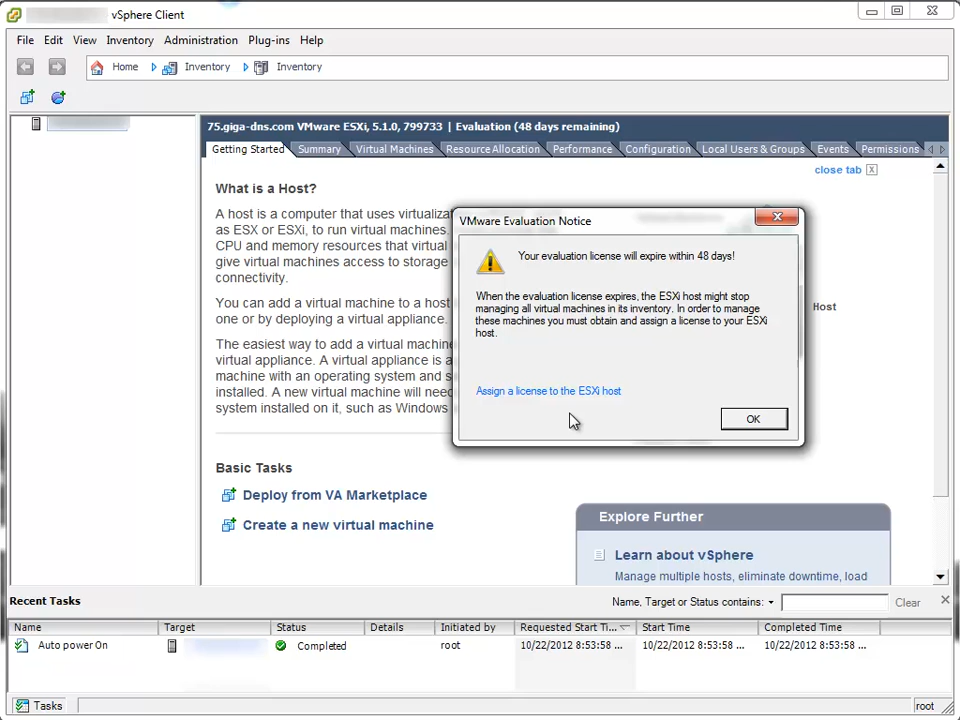 vSphere Client
File Edit View Inventory Administration Plug-ins Help
Home Inventory Inventory
75.giga-dns.com VMware ESXi, 5.1.0, 799733 | Evaluation (48 days remaining)
Getting Started Summary Virtual Machines Resource Allocation Performance Configuration Local Users & Groups Events Permissions
close tab X
What is a Host?
A host is a computer that uses
as ESX or ESXi, to run virtual machines.
CPU and memory resources that virtual
give virtual machines access to storage
connectivity.
You can add a virtual machine to a host
one or by deploying a virtual appliance.
The easiest way to add a virtual machine
virtual appliance. A virtual appliance is a
machine with an operating system and s
installed. A new virtual machine will need
system installed on it, such as Windows
Host
VMware Evaluation Notice
Your evaluation license will expire within 48 days!
When the evaluation license expires, the ESXi host might stop
managing all virtual machines in its inventory. In order to manage
these machines you must obtain and assign a license to your ESXi
host.
Assign a license to the ESXi host
OK
Basic Tasks
Deploy from VA Marketplace
Create a new virtual machine
Explore Further
Learn about vSphere
Manage multiple hosts, eliminate downtime, load
Recent Tasks
Name, Target or Status contains: Clear
Name Target Status Details Initiated by Requested Start Ti... Start Time Completed Time
Auto power On Completed root 10/22/2012 8:53:58 ... 10/22/2012 8:53:58 ... 10/22/2012 8:53:58 ...
Tasks root